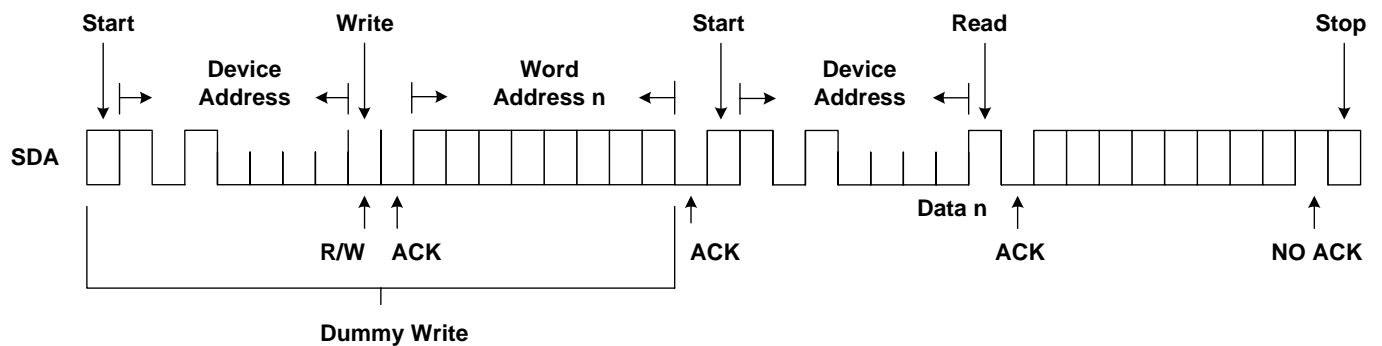 Start Write Start Read Stop
Device Address
Word Address n
Device Address
SDA
Data n
R/W ACK ACK ACK NO ACK
Dummy Write